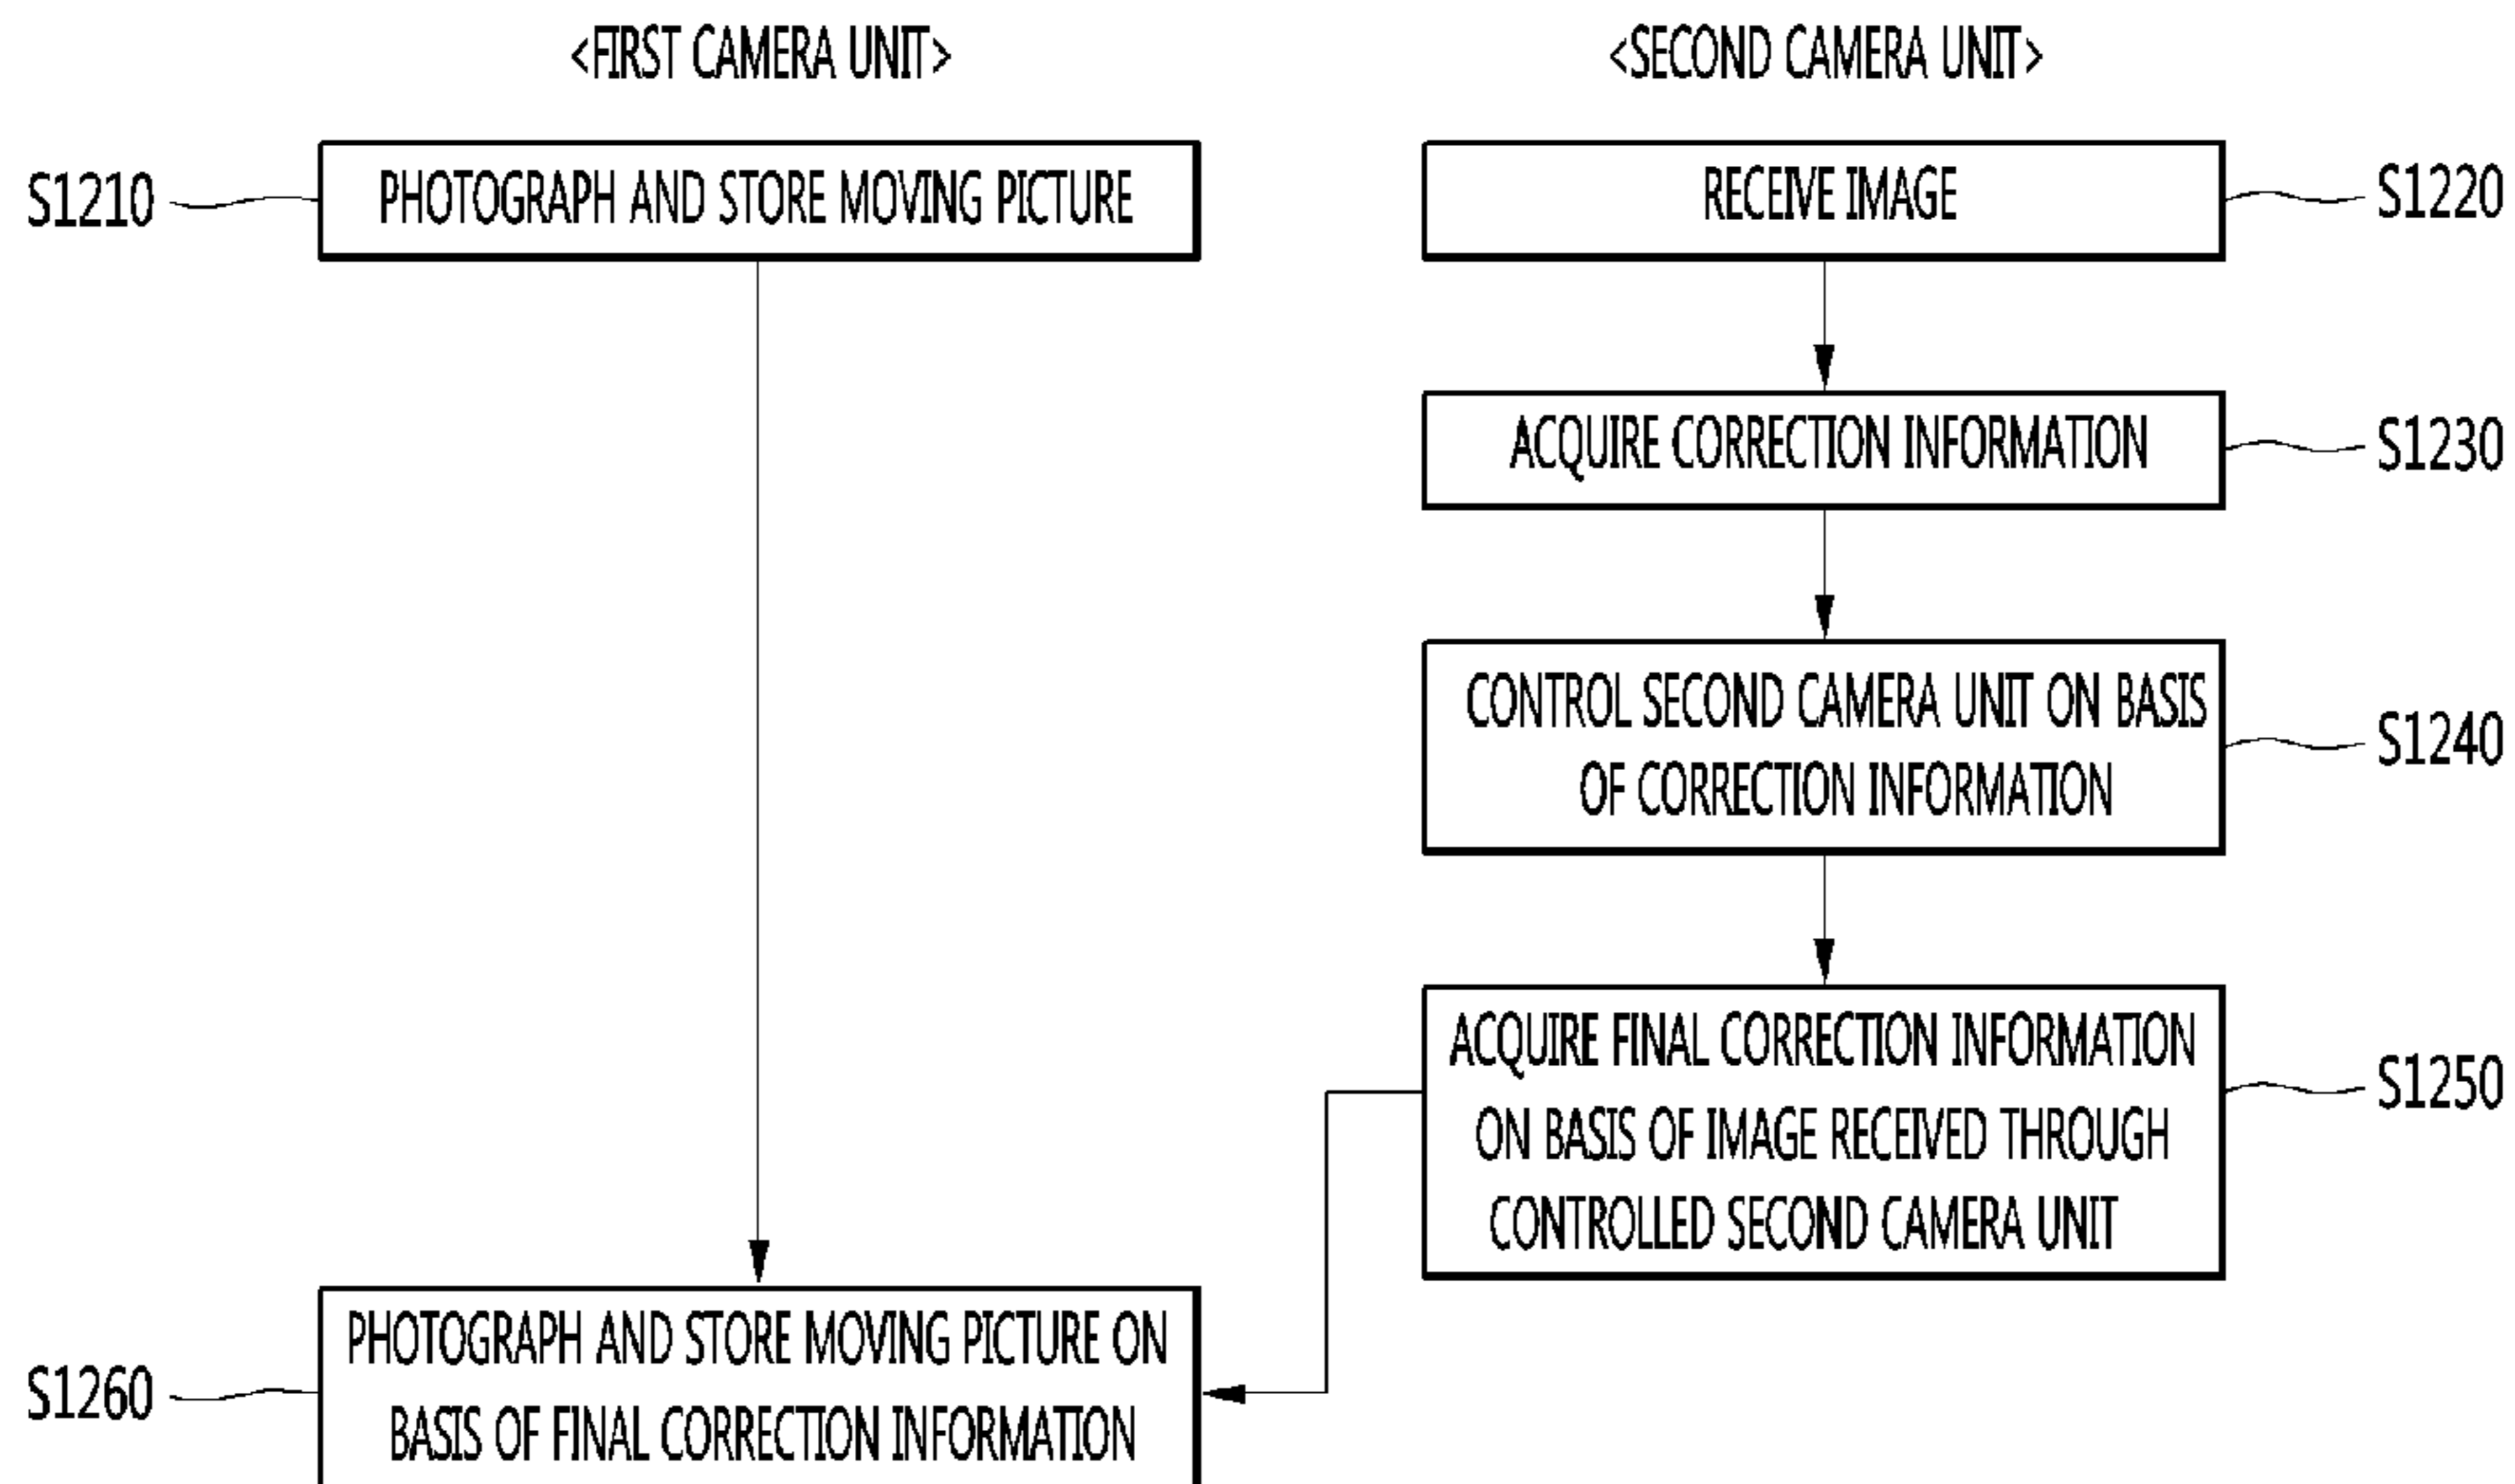 <FIRST CAMERA UNIT>
S1210
PHOTOGRAPH AND STORE MOVING PICTURE
S1260
PHOTOGRAPH AND STORE MOVING PICTURE ON
BASIS OF FINAL CORRECTION INFORMATION
<SECOND CAMERA UNIT>
RECEIVE IMAGE
S1220
ACQUIRE CORRECTION INFORMATION
S1230
CONTROL SECOND CAMERA UNIT ON BASIS
OF CORRECTION INFORMATION
S1240
ACQUIRE FINAL CORRECTION INFORMATION
ON BASIS OF IMAGE RECEIVED THROUGH
CONTROLLED SECOND CAMERA UNIT
S1250